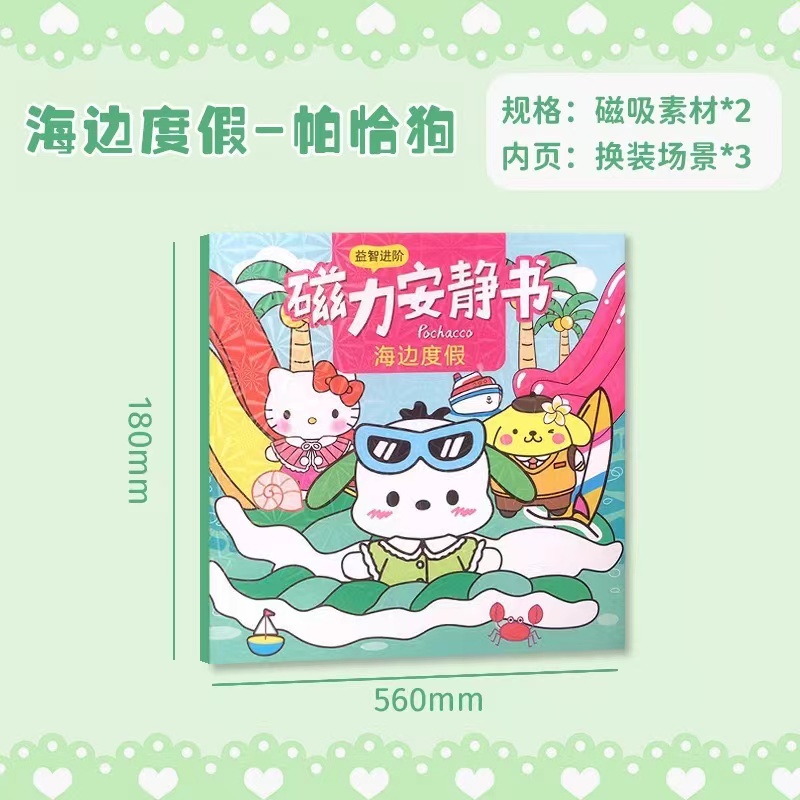 海边度假-帕恰狗
规格：磁吸素材*2
内页：换装场景*3
益智进阶
磁力安静书
Pochacco
海边度假
180mm
560mm